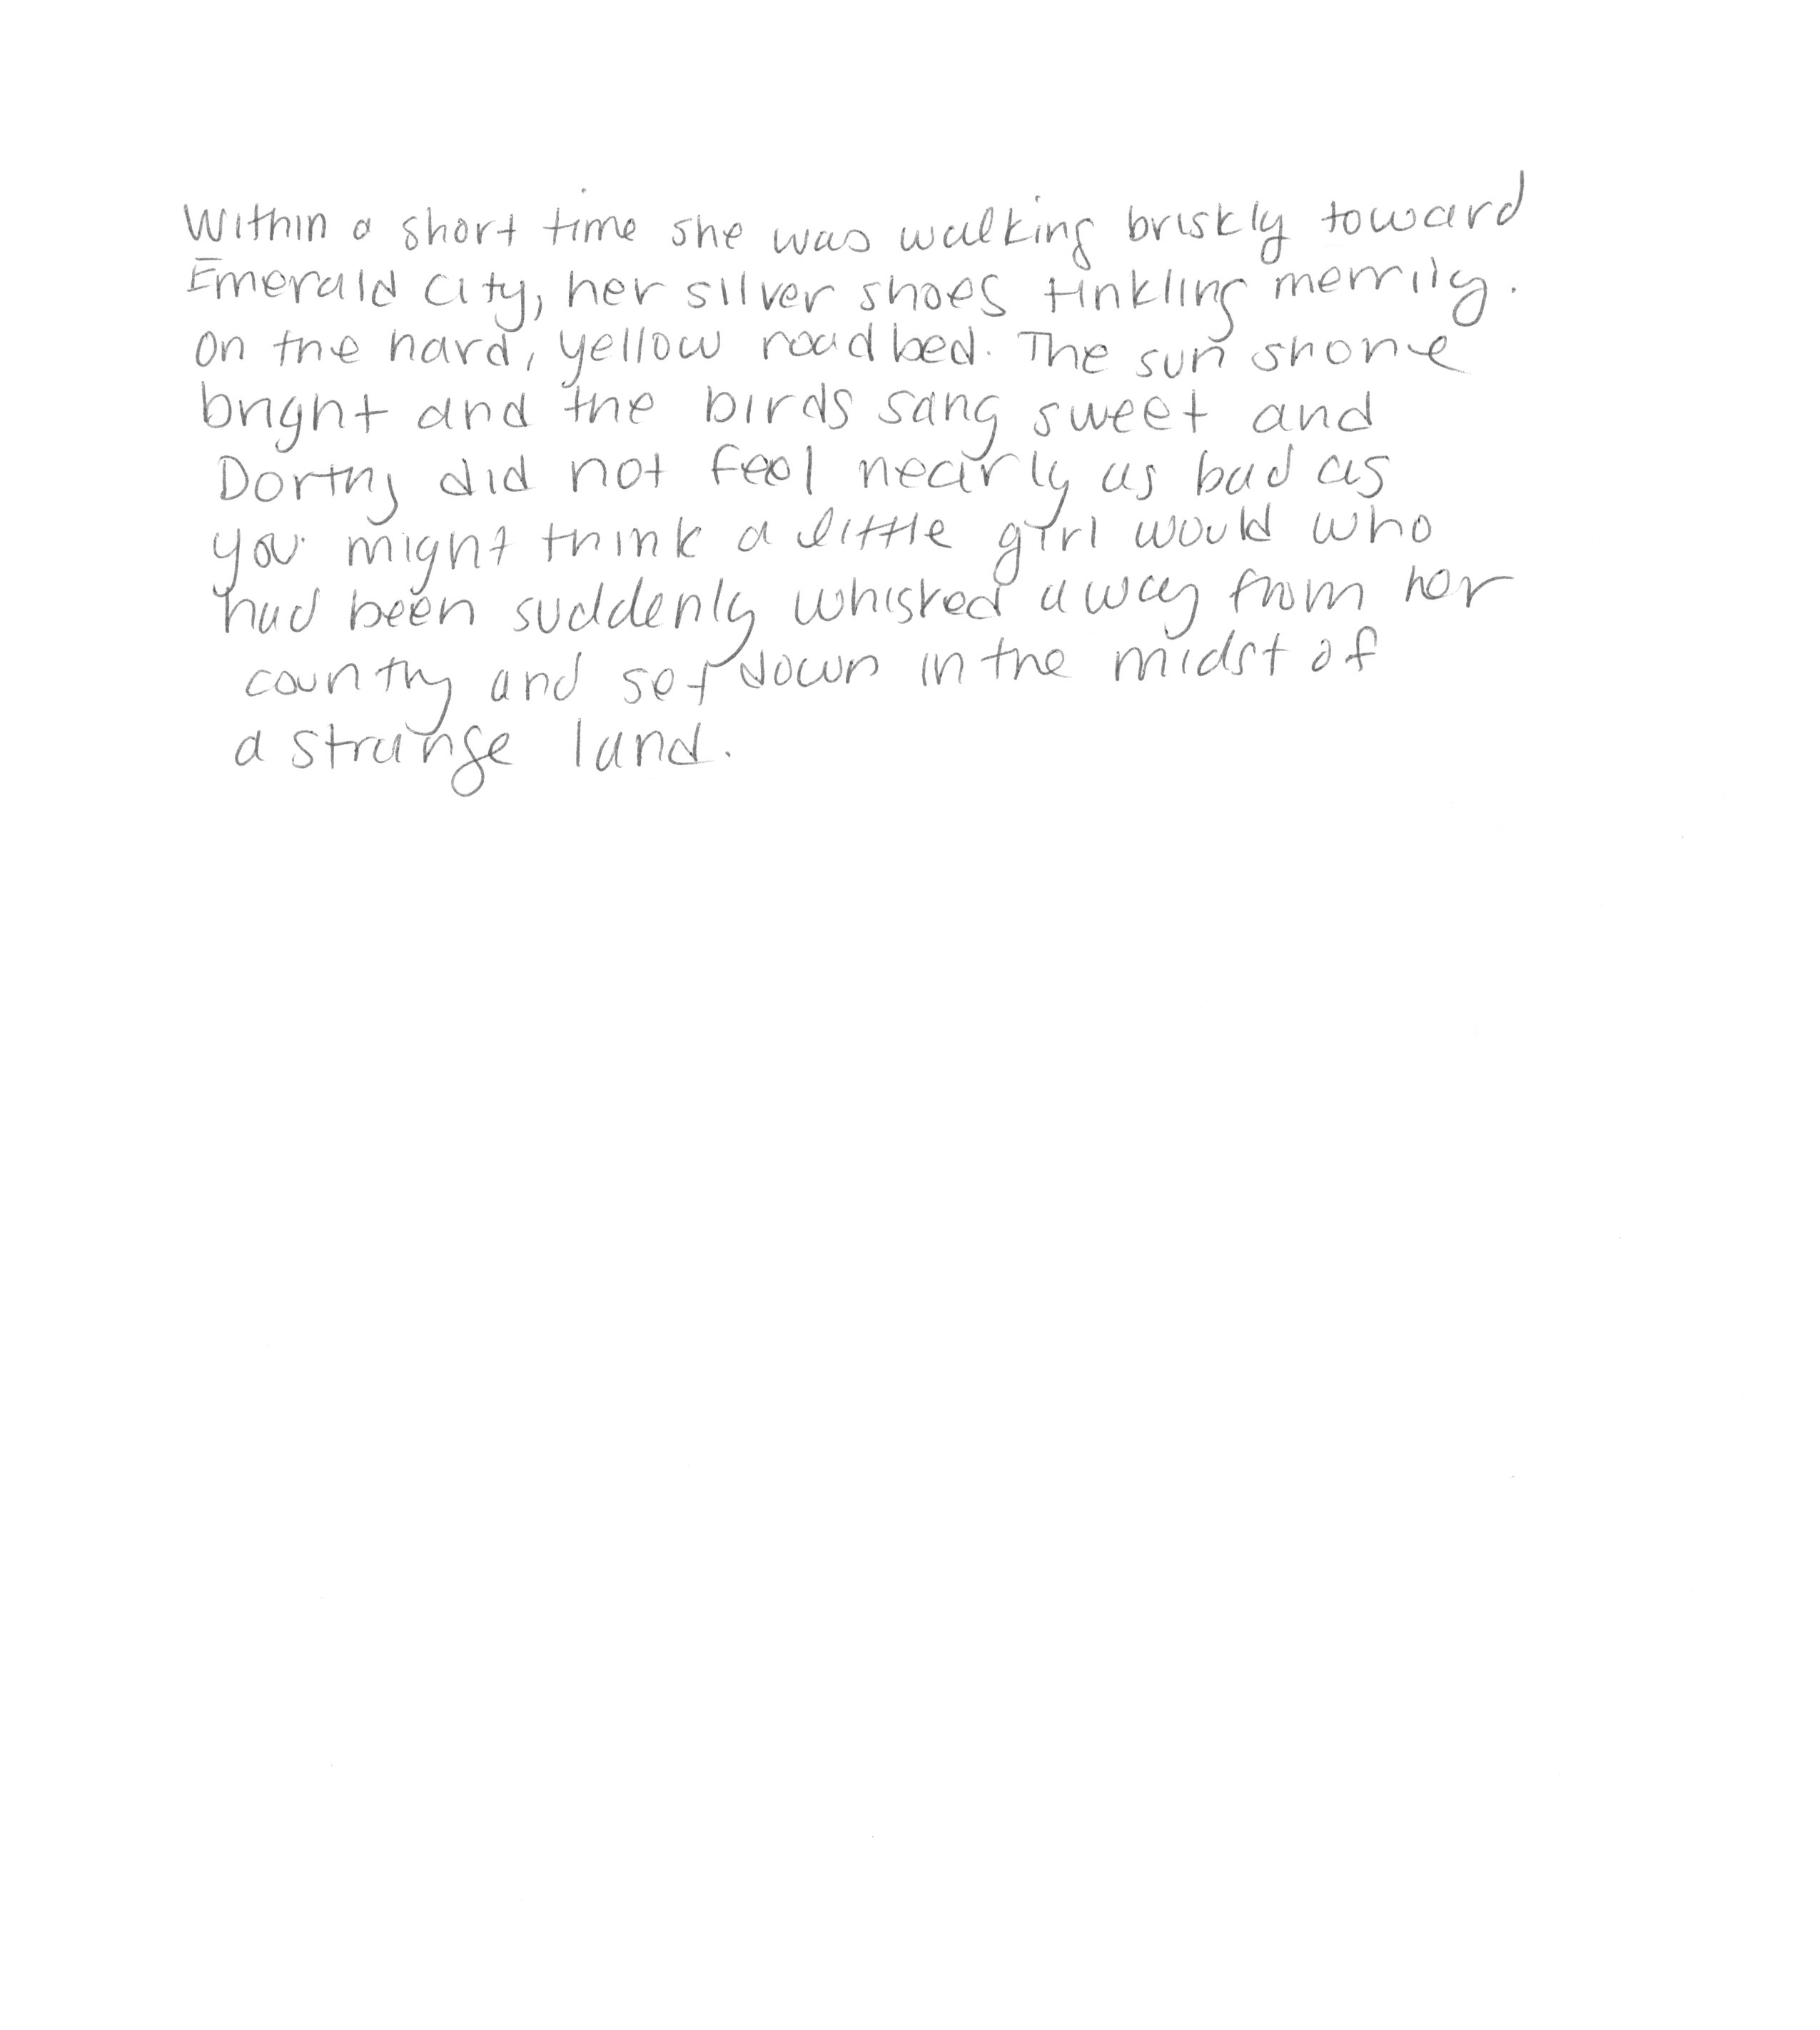 Within a short time she was walking briskly toward
Emerald City, her silver shoes tinkling merrily.
on the hard, yellow roadbed. The sun shone
bright and the birds sang sweet and
Dorthy did not feel nearly as bad as
you might think a little girl would who
had been suddenly whisked away from her
country and set down in the midst of
a strange land.